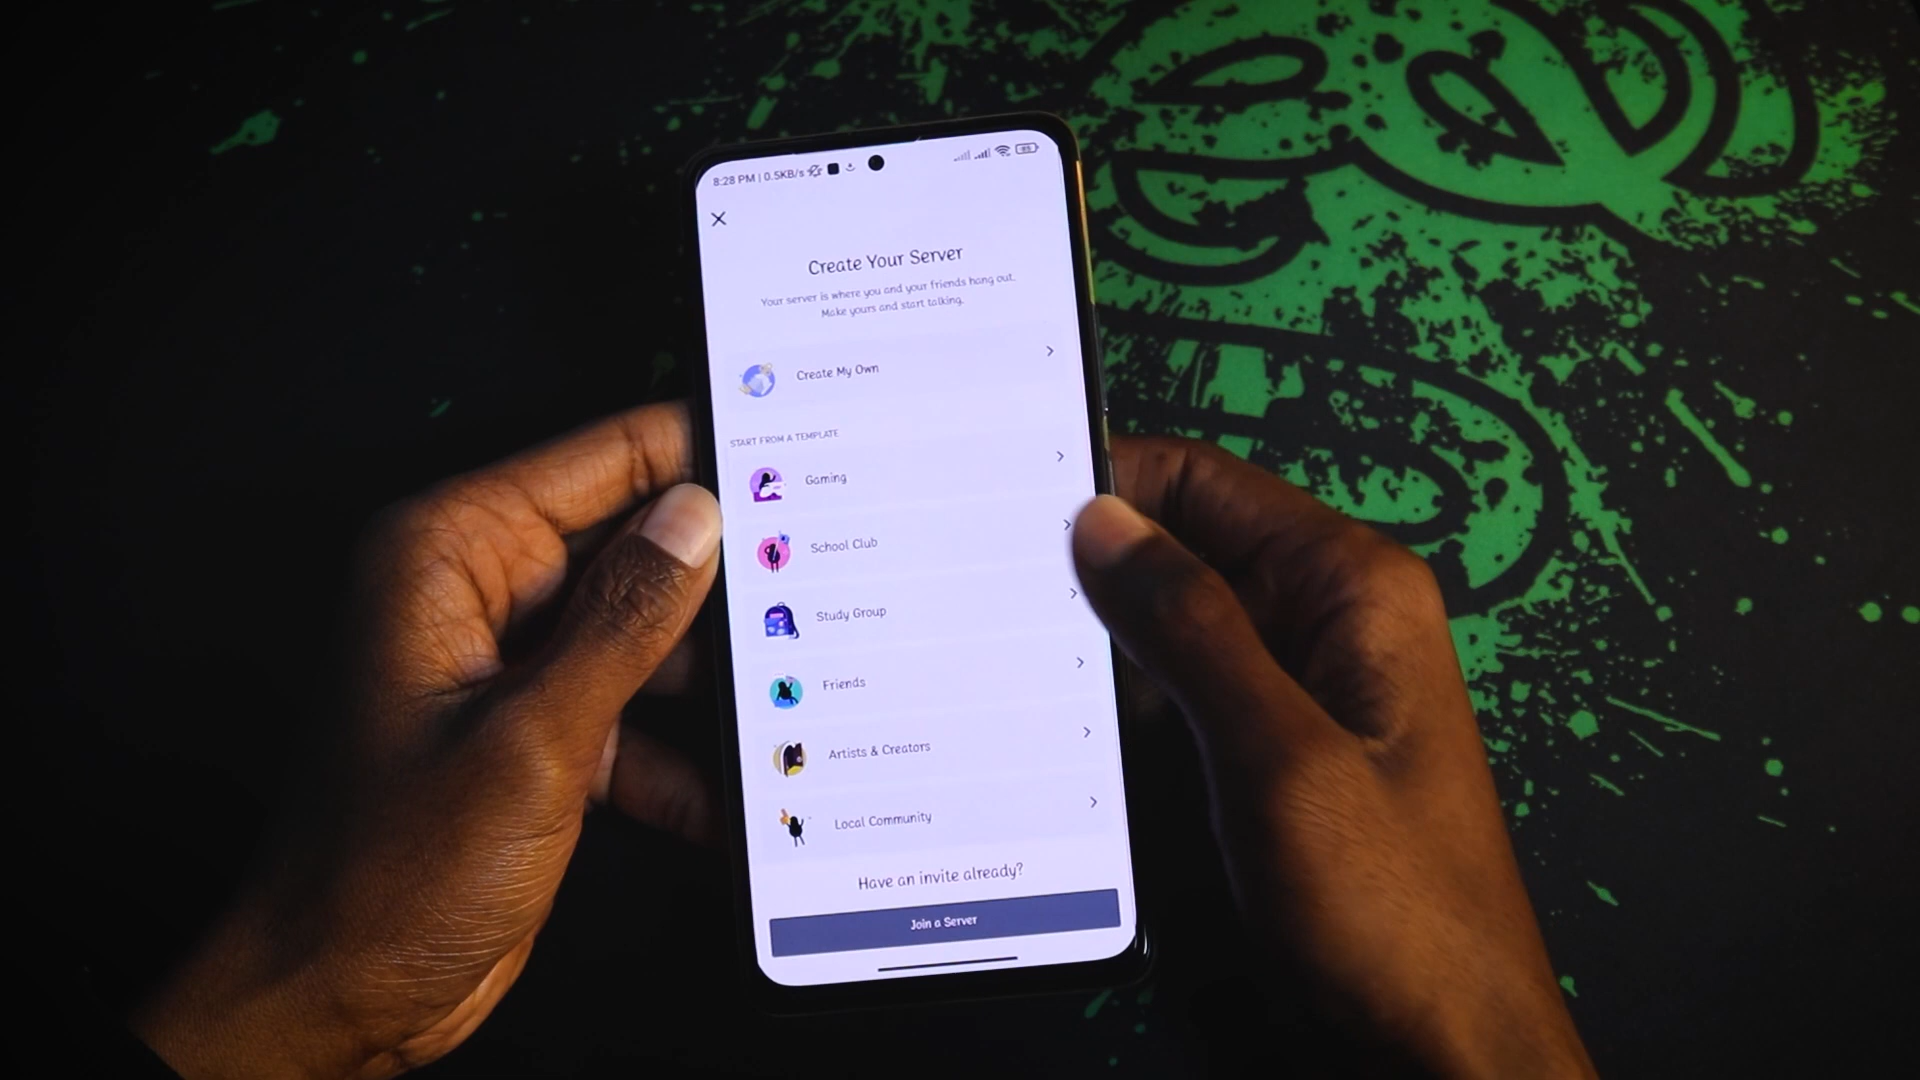 8:28 PM | 0.5KB/s
Create Your Server
Your server is where you and your friends hang out.
Make yours and start talking.
Create My Own
START FROM A TEMPLATE
Gaming
School Club
Study Group
Friends
Artists & Creators
Local Community
Have an invite already?
Join a Server